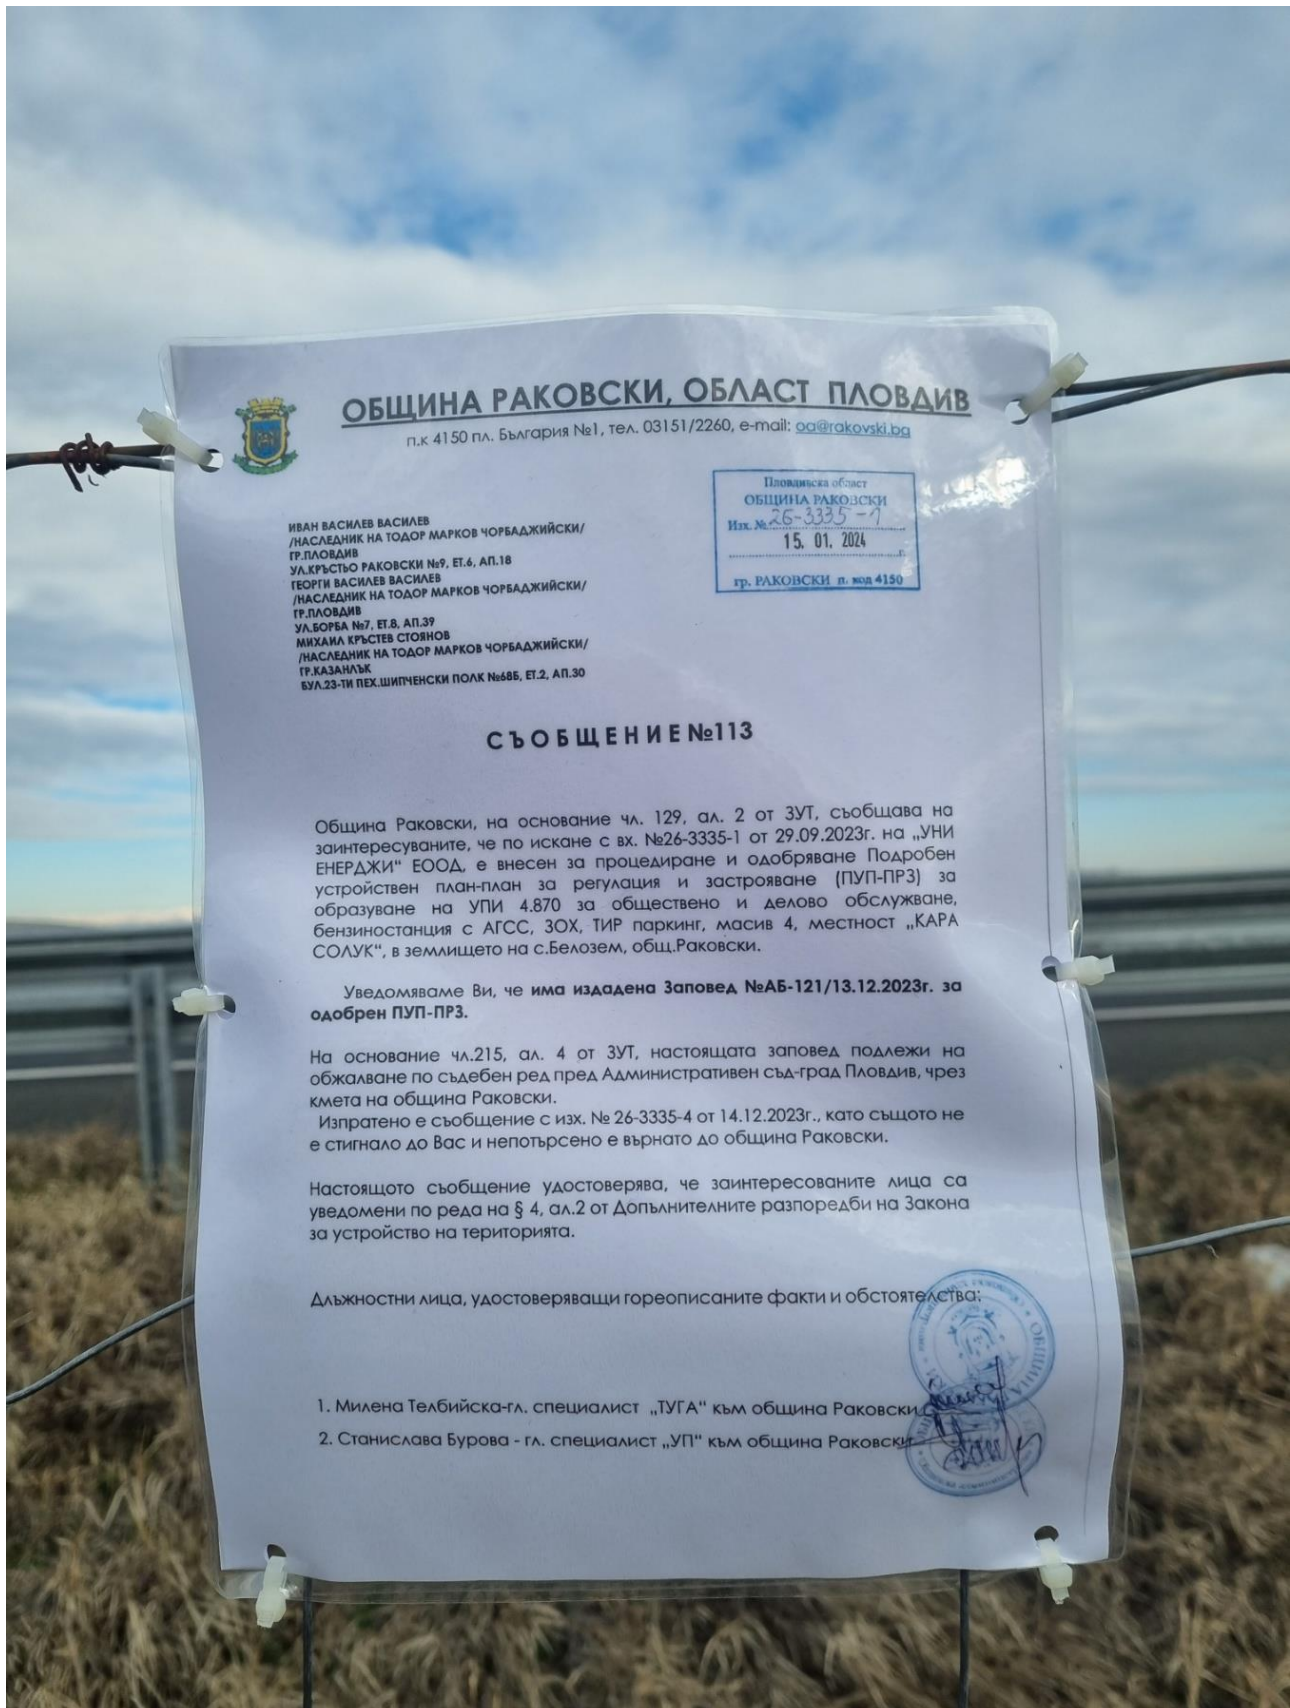 ОБЩИНА РАКОВСКИ, ОБЛАСТ ПЛОВДИВ
п.к 4150 пл. България №1, тел. 03151/2260, e-mail: oa@rakovski.bg
Пловдивска област
ОБЩИНА РАКОВСКИ
Изх. № 26-3335-1
15. 01. 2024
г.
гр. РАКОВСКИ п. код 4150
ИВАН ВАСИЛЕВ ВАСИЛЕВ
/НАСЛЕДНИК НА ТОДОР МАРКОВ ЧОРБАДЖИЙСКИ/
ГР.ПЛОВДИВ
УЛ.КРЪСТЬО РАКОВСКИ №9, ЕТ.6, АП.18
ГЕОРГИ ВАСИЛЕВ ВАСИЛЕВ
/НАСЛЕДНИК НА ТОДОР МАРКОВ ЧОРБАДЖИЙСКИ/
ГР.ПЛОВДИВ
УЛ.БОРБА №7, ЕТ.8, АП.39
МИХАИЛ КРЪСТЕВ СТОЯНОВ
/НАСЛЕДНИК НА ТОДОР МАРКОВ ЧОРБАДЖИЙСКИ/
ГР.КАЗАНЛЪК
БУЛ.23-ТИ ПЕХ.ШИПЧЕНСКИ ПОЛК №68Б, ЕТ.2, АП.30
СЪОБЩЕНИЕ №113
Община Раковски, на основание чл. 129, ал. 2 от ЗУТ, съобщава на
заинтересуваните, че по искане с вх. №26-3335-1 от 29.09.2023г. на „УНИ
ЕНЕРДЖИ“ ЕООД, е внесен за процедиране и одобряване Подробен
устройствен план-план за регулация и застрояване (ПУП-ПРЗ) за
образуване на УПИ 4.870 за обществено и делово обслужване,
бензиностанция с АГСС, ЗОХ, ТИР паркинг, масив 4, местност „КАРА
СОЛУК“, в землището на с.Белозем, общ.Раковски.
Уведомяваме Ви, че има издадена Заповед №АБ-121/13.12.2023г. за
одобрен ПУП-ПРЗ.
На основание чл.215, ал. 4 от ЗУТ, настоящата заповед подлежи на
обжалване по съдебен ред пред Административен съд-град Пловдив, чрез
кмета на община Раковски.
Изпратено е съобщение с изх. № 26-3335-4 от 14.12.2023г., като същото не
е стигнало до Вас и непотърсено е върнато до община Раковски.
Настоящото съобщение удостоверява, че заинтересованите лица са
уведомени по реда на § 4, ал.2 от Допълнителните разпоредби на Закона
за устройство на територията.
Длъжностни лица, удостоверяващи гореописаните факти и обстоятелства:
1. Милена Телбийска-гл. специалист „ТУГА“ към община Раковски
2. Станислава Бурова - гл. специалист „УП“ към община Раковски
ОБЩИНА